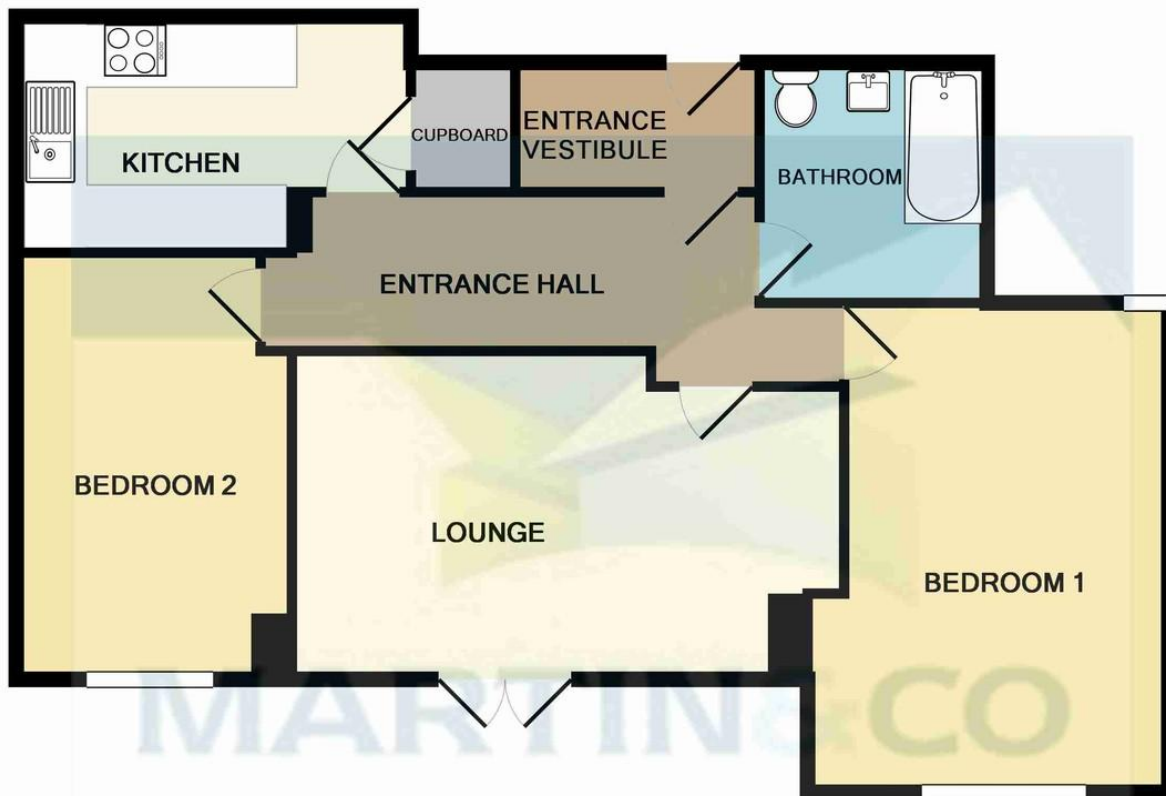 KITCHEN
CUPBOARD
ENTRANCE
VESTIBULE
BATHROOM
ENTRANCE HALL
BEDROOM 2
LOUNGE
BEDROOM 1
MARTIN&CO